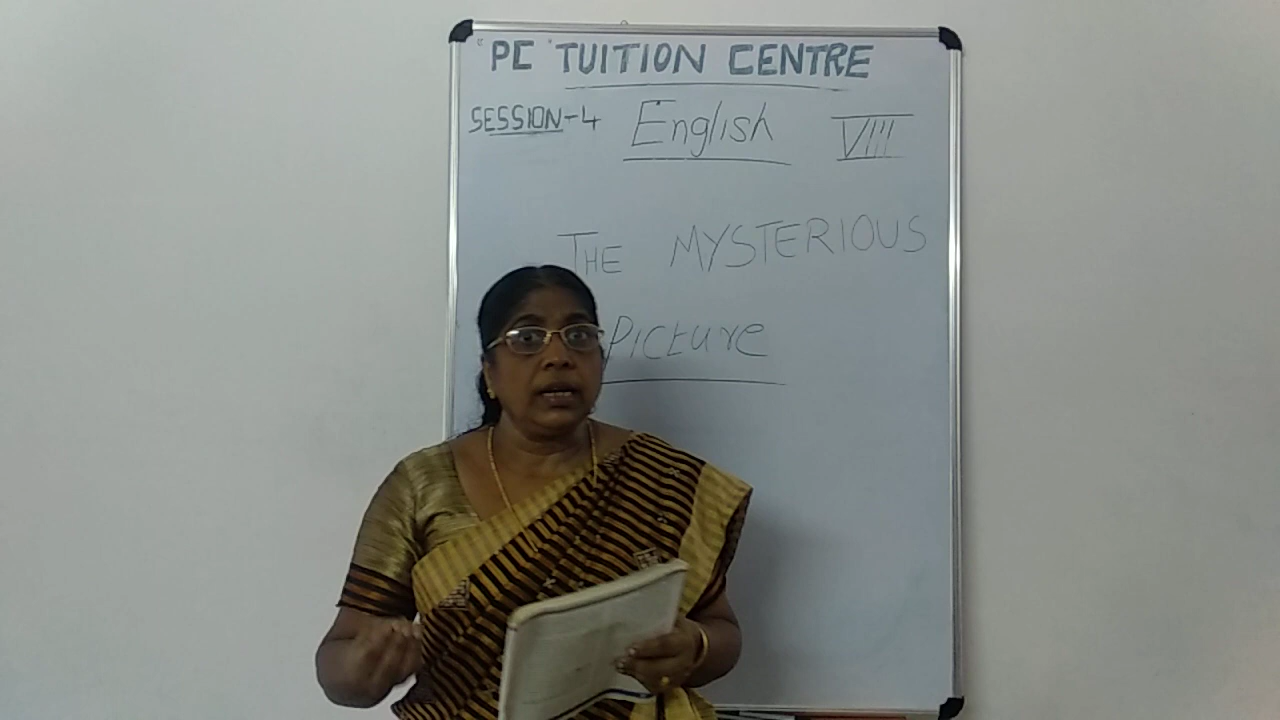 "PC" TUITION CENTRE
SESSION-4 English VIII
THE MYSTERIOUS
Picture